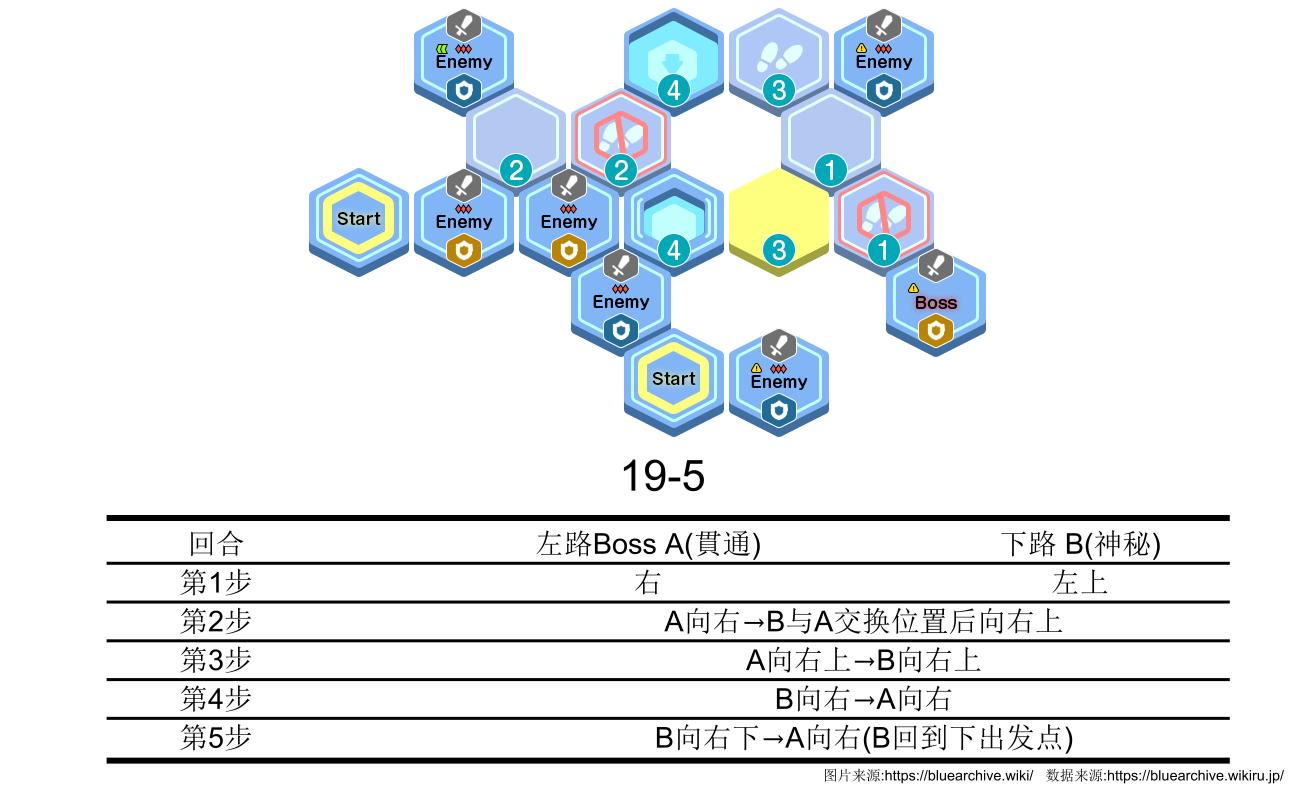 Enemy
Enemy
4
3
2
2
1
Start
Enemy
Enemy
4
3
1
Enemy
Boss
Start
Enemy
19-5
回合 左路Boss A(貫通) 下路 B(神秘)
第1步 右 左上
第2步 A向右→B与A交换位置后向右上
第3步 A向右上→B向右上
第4步 B向右→A向右
第5步 B向右下→A向右(B回到下出发点)
图片来源:https://bluearchive.wiki/ 数据来源:https://bluearchive.wikiru.jp/